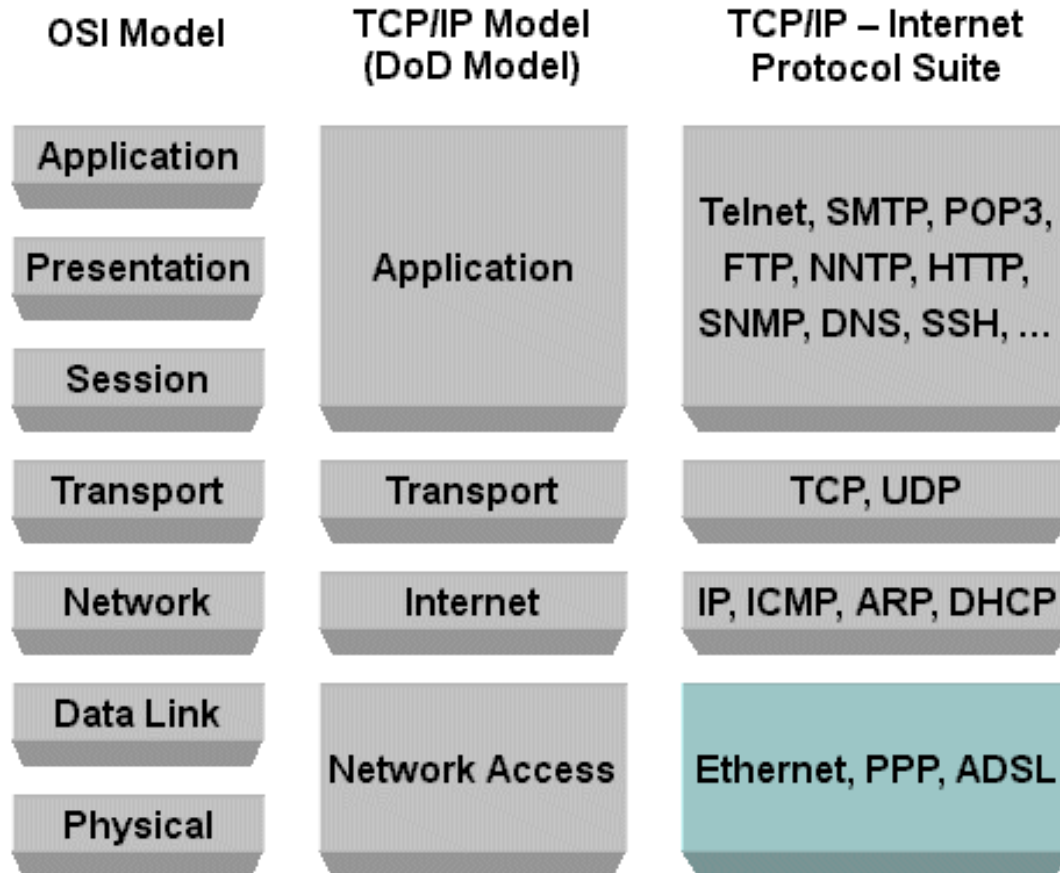 OSI Model
TCP/IP Model
(DoD Model)
TCP/IP – Internet
Protocol Suite
Application
Presentation
Session
Transport
Network
Data Link
Physical
Application
Transport
Internet
Network Access
Telnet, SMTP, POP3,
FTP, NNTP, HTTP,
SNMP, DNS, SSH, ...
TCP, UDP
IP, ICMP, ARP, DHCP
Ethernet, PPP, ADSL